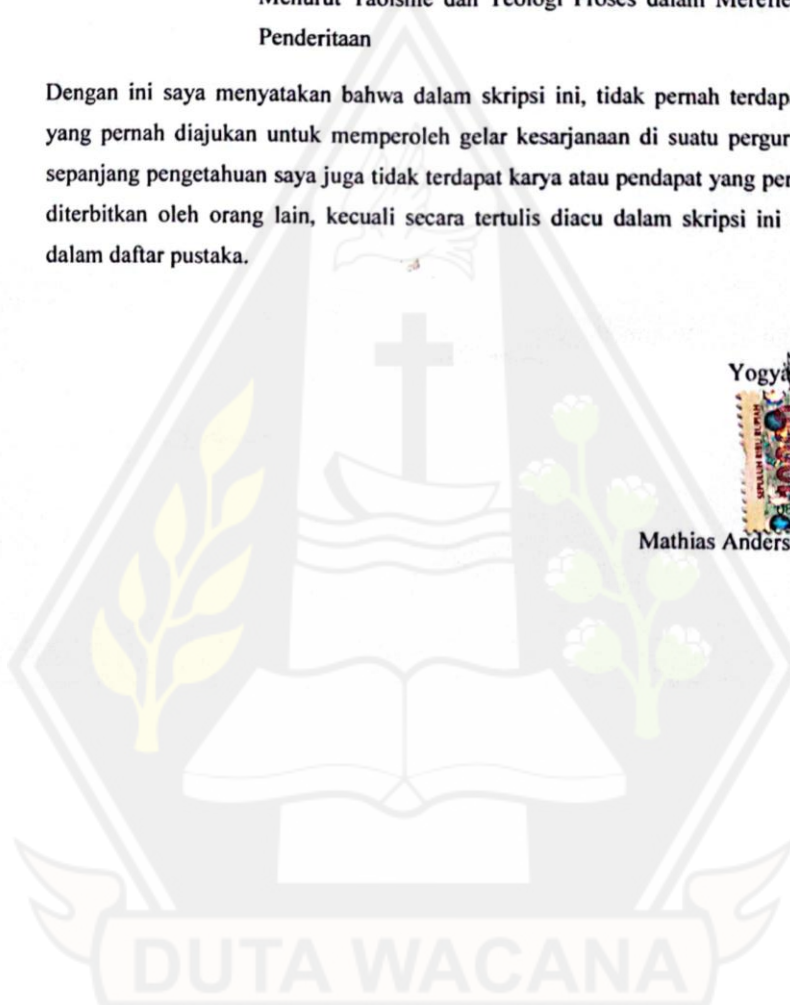 Menurut Taoisme dan Teologi Proses dalam
Penderitaan
Dengan ini saya menyatakan bahwa dalam skripsi ini, tidak pernah terdap
yang pernah diajukan untuk memperoleh gelar kesarjanaan di suatu pergur
sepanjang pengetahuan saya juga tidak terdapat karya atau pendapat yang per
diterbitkan oleh orang lain, kecuali secara tertulis diacu dalam skripsi ini
dalam daftar pustaka.
Yogya
SEPULUH RIBU RUPIAH
Mathias Anders
DUTA WACANA